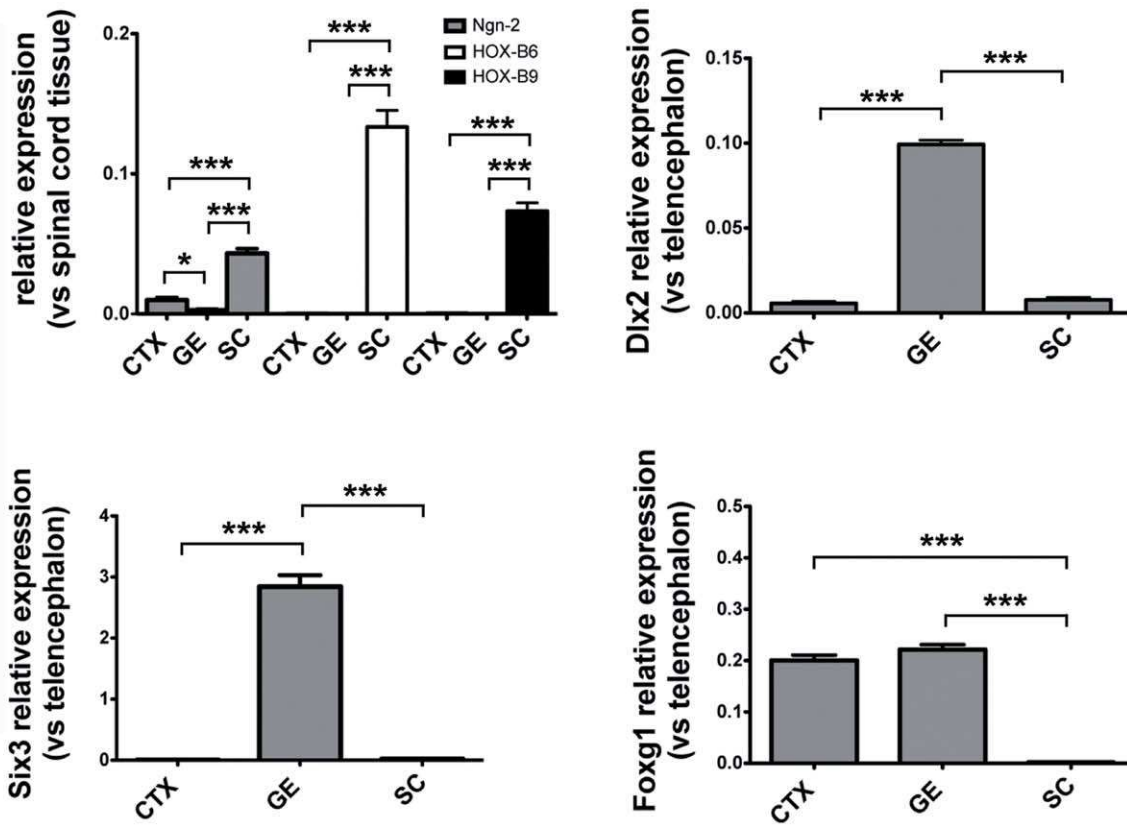 relative expression
(vs spinal cord tissue)
0.2
0.1
0.0
Ngn-2
HOX-B6
HOX-B9
***
***
*
***
***
***
***
CTX GE SC CTX GE SC CTX GE SC
Dlx2 relative expression
(vs telencephalon)
0.15
0.10
0.05
0.00
***
***
CTX GE SC
Six3 relative expression
(vs telencephalon)
4
3
2
1
0
***
***
CTX GE SC
Foxg1 relative expression
(vs telencephalon)
0.5
0.4
0.3
0.2
0.1
0.0
***
***
CTX GE SC